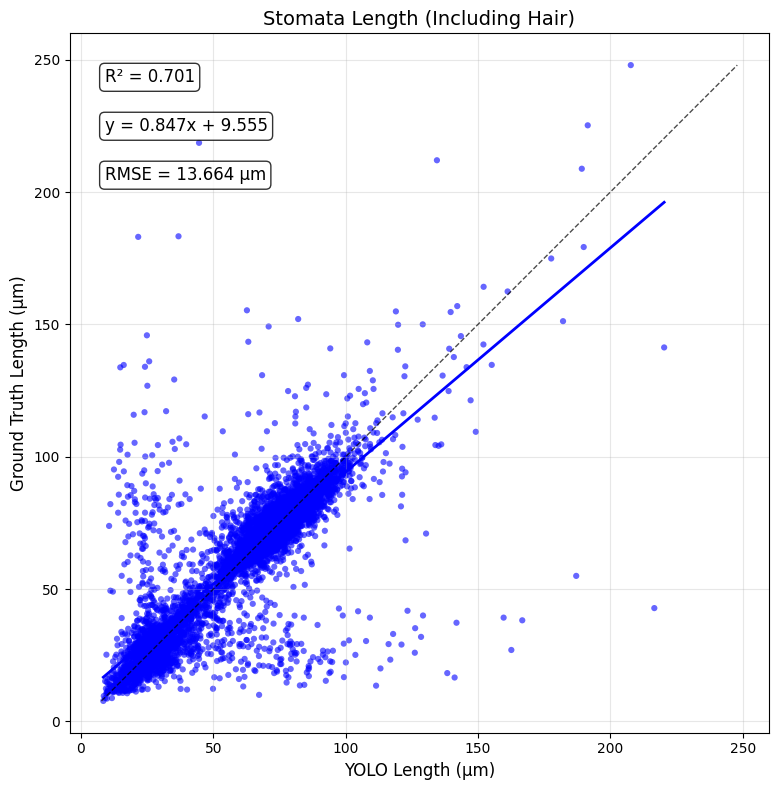 Stomata Length (Including Hair)
R² = 0.701
y = 0.847x + 9.555
RMSE = 13.664 μm
Ground Truth Length (μm)
250
200
150
100
50
0
0 50 100 150 200 250
YOLO Length (μm)